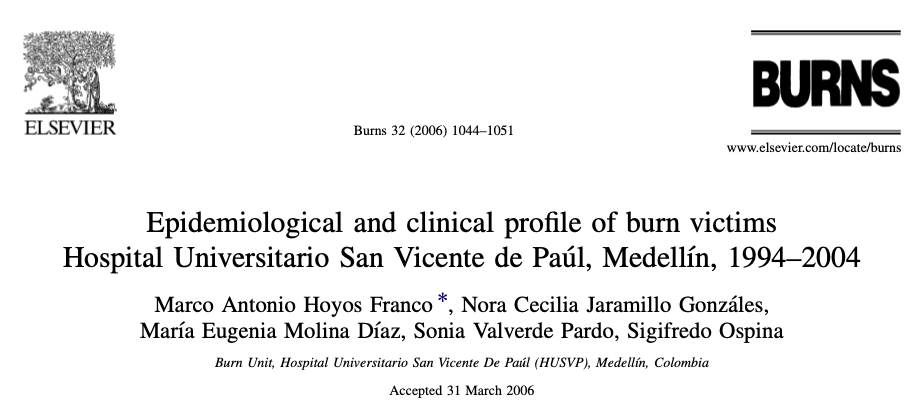 ELSEVIER
Burns 32 (2006) 1044–1051
BURNS
www.elsevier.com/locate/burns
Epidemiological and clinical profile of burn victims
Hospital Universitario San Vicente de Paúl, Medellín, 1994–2004
Marco Antonio Hoyos Franco *, Nora Cecilia Jaramillo Gonzáles,
María Eugenia Molina Díaz, Sonia Valverde Pardo, Sigifredo Ospina
Burn Unit, Hospital Universitario San Vicente De Paúl (HUSVP), Medellín, Colombia
Accepted 31 March 2006